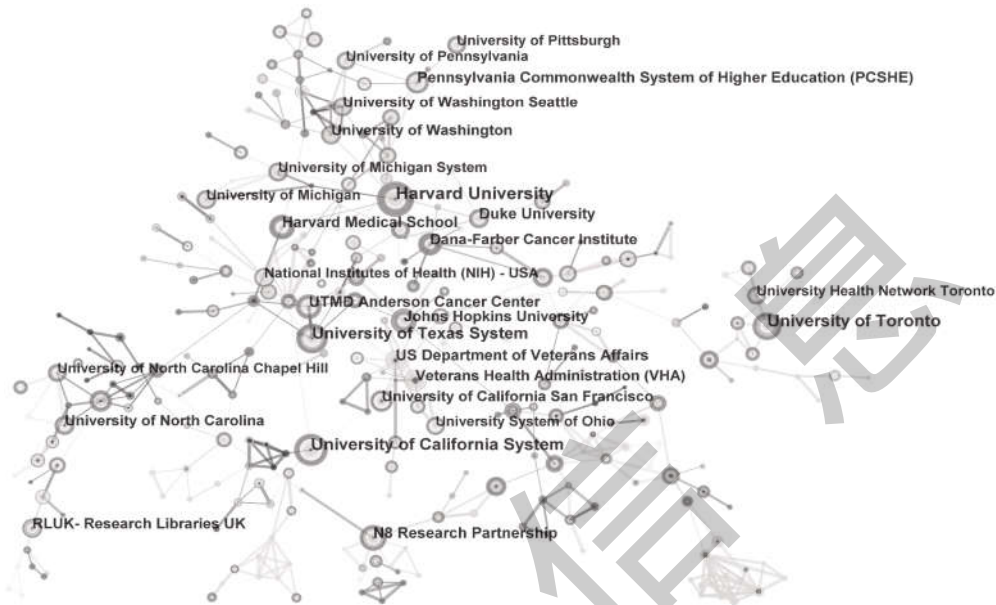 University of Pittsburgh
University of Pennsylvania
Pennsylvania Commonwealth System of Higher Education (PCSHE)
University of Washington Seattle
University of Washington
University of Michigan System
University of Michigan
Harvard University
Harvard Medical School
Duke University
Dana-Farber Cancer Institute
National Institutes of Health (NIH) - USA
University Health Network Toronto
UTMD Anderson Cancer Center
Johns Hopkins University
University of Toronto
University of Texas System
US Department of Veterans Affairs
University of North Carolina Chapel Hill
Veterans Health Administration (VHA)
University of California San Francisco
University of North Carolina
University System of Ohio
University of California System
RLUK- Research Libraries UK
N8 Research Partnership
信息